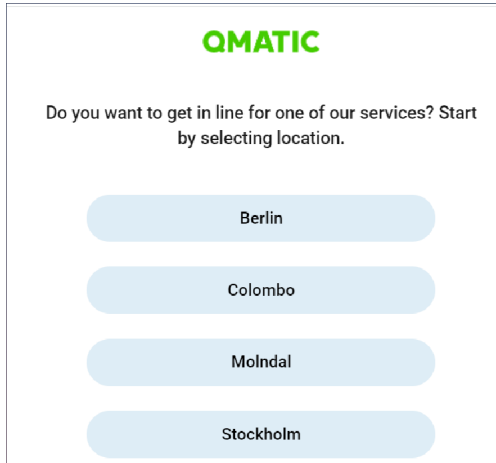 QMATIC
Do you want to get in line for one of our services? Start
by selecting location.
Berlin
Colombo
Molndal
Stockholm